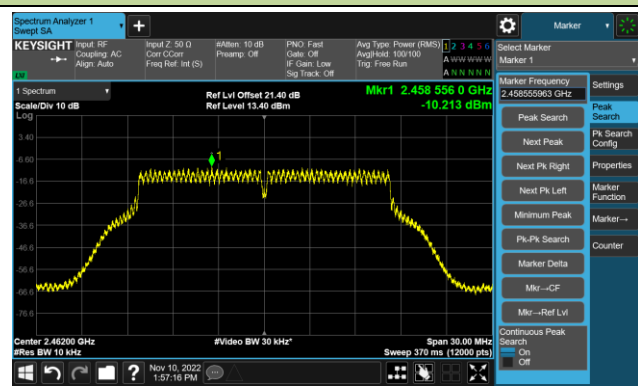 Spectrum Analyzer 1
Swept SA
+
Marker
KEYSIGHT
Input: RF
Coupling: AC
Align: Auto
Input Z: 50 Ω
Corr CCorr
Freq Ref: Int (S)
#Atten: 10 dB
Preamp: Off
PNO: Fast
Gate: Off
IF Gain: Low
Sig Track: Off
Avg Type: Power (RMS)
Avg|Hold: 100/100
Trig: Free Run
1 2 3 4 5 6
A W W W W W
A N N N N N
LW
Select Marker
Marker 1
1 Spectrum
Scale/Div 10 dB
Log
Ref Lvl Offset 21.40 dB
Ref Level 13.40 dBm
Mkr1 2.458 556 0 GHz
-10.213 dBm
3.40
-6.60
-16.6
-26.6
-36.6
-46.6
-56.6
-66.6
-76.6
1
Center 2.46200 GHz
#Res BW 10 kHz
#Video BW 30 kHz*
Span 30.00 MHz
Sweep 370 ms (12000 pts)
Marker Frequency
2.458555963 GHz
Peak Search
Next Peak
Next Pk Right
Next Pk Left
Minimum Peak
Pk-Pk Search
Marker Delta
Mkr→CF
Mkr→Ref Lvl
Continuous Peak
Search
On
Off
Settings
Peak
Search
Pk Search
Config
Properties
Marker
Function
Marker→
Counter
?
Nov 10, 2022
1:57:16 PM